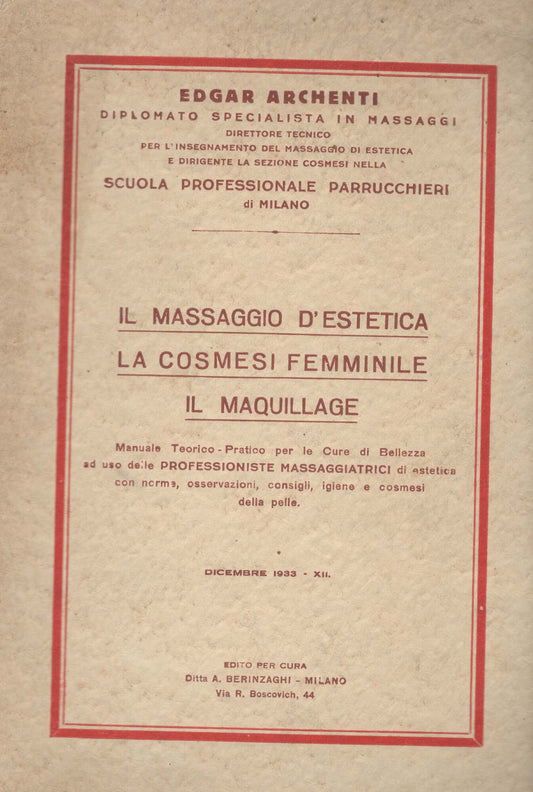 EDGAR ARCHENTI
DIPLOMATO SPECIALISTA IN MASSAGGI
DIRETTORE TECNICO
PER L'INSEGNAMENTO DEL MASSAGGIO DI ESTETICA
E DIRIGENTE LA SEZIONE COSMESI NELLA
SCUOLA PROFESSIONALE PARRUCCHIERI
di MILANO
IL MASSAGGIO D'ESTETICA
LA COSMESI FEMMINILE
IL MAQUILLAGE
Manuale Teorico - Pratico per le Cure di Bellezza
ad uso delle PROFESSIONISTE MASSAGGIATRICI di estetica
con norme, osservazioni, consigli, igiene e cosmesi
della pelle.
DICEMBRE 1933 - XII.
EDITO PER CURA
Ditta A. BERINZAGHI - MILANO
Via R. Boscovich, 44